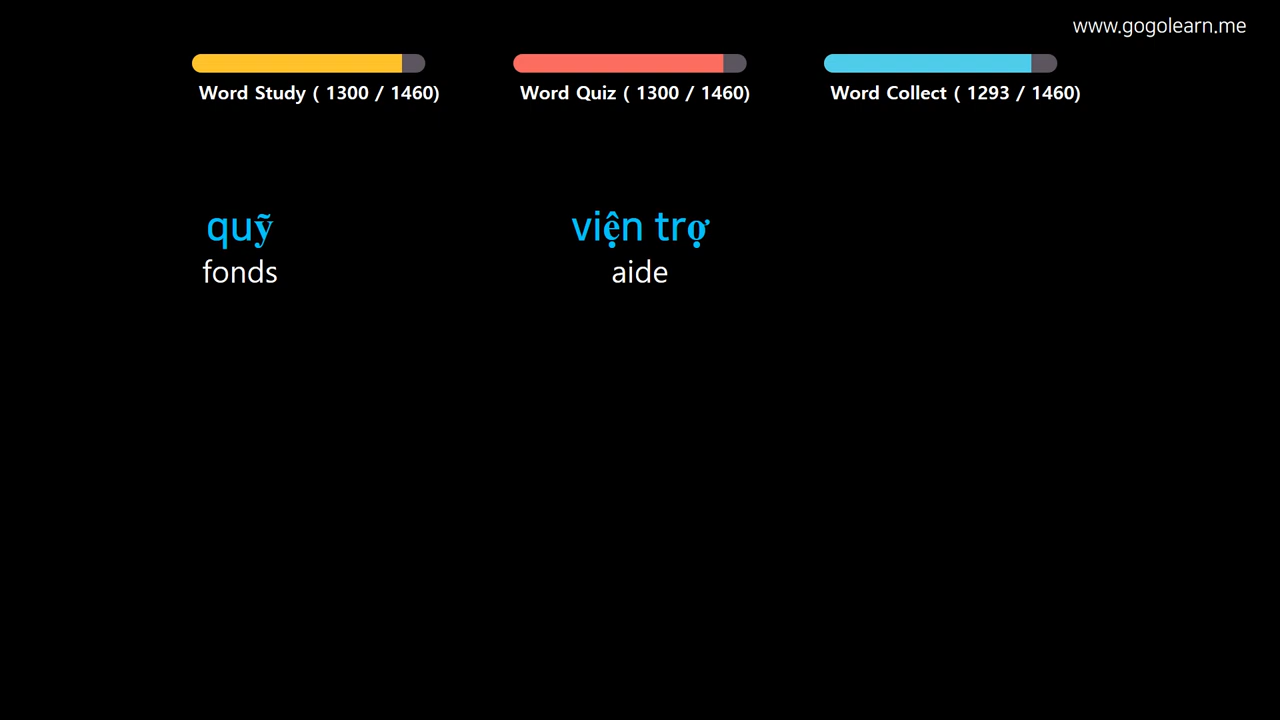 www.gogolearn.me
Word Study ( 1300 / 1460)
Word Quiz ( 1300 / 1460)
Word Collect ( 1293 / 1460)
quỹ
fonds
viện trợ
aide